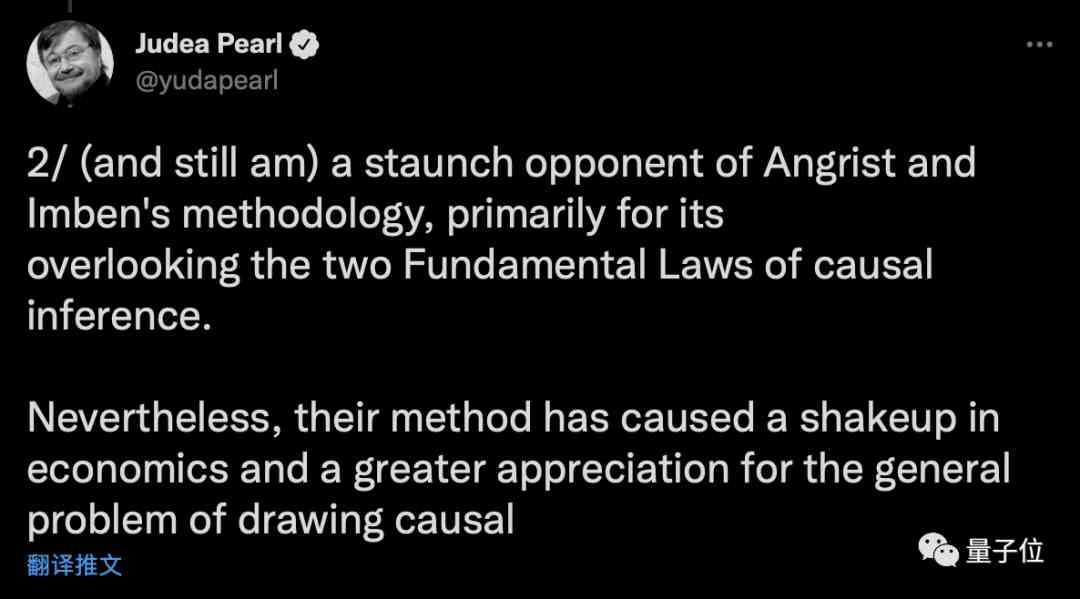 Judea Pearl
@yudapearl
2/ (and still am) a staunch opponent of Angrist and
Imben's methodology, primarily for its
overlooking the two Fundamental Laws of causal
inference.
Nevertheless, their method has caused a shakeup in
economics and a greater appreciation for the general
problem of drawing causal
翻译推文
量子位